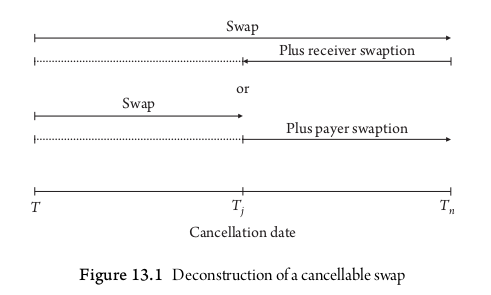 Swap
Plus receiver swaption
or
Swap
Plus payer swaption
T T_j T_n
Cancellation date
Figure 13.1 Deconstruction of a cancellable swap